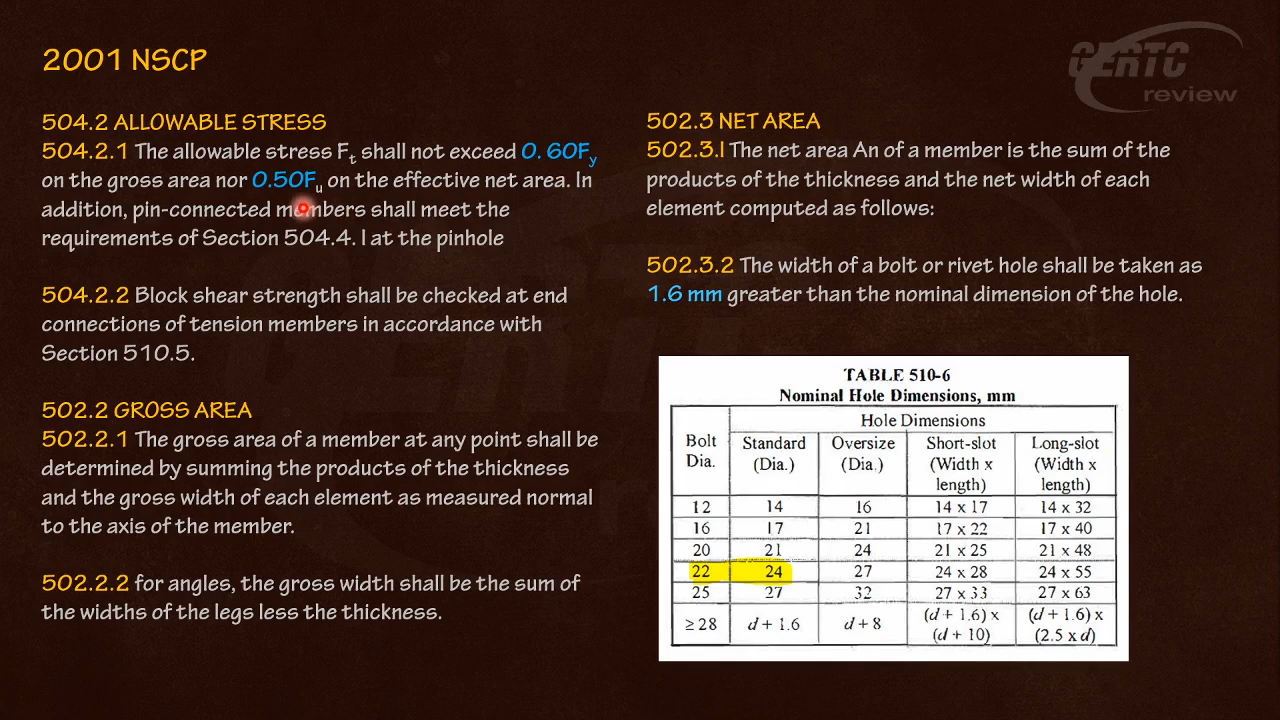 2001 NSCP
GERTC
review
504.2 ALLOWABLE STRESS
504.2.1 The allowable stress Ft shall not exceed 0. 60Fy
on the gross area nor 0.50Fu on the effective net area. In
addition, pin-connected members shall meet the
requirements of Section 504.4. I at the pinhole
504.2.2 Block shear strength shall be checked at end
connections of tension members in accordance with
Section 510.5.
502.2 GROSS AREA
502.2.1 The gross area of a member at any point shall be
determined by summing the products of the thickness
and the gross width of each element as measured normal
to the axis of the member.
502.2.2 for angles, the gross width shall be the sum of
the widths of the legs less the thickness.
502.3 NET AREA
502.3.I The net area An of a member is the sum of the
products of the thickness and the net width of each
element computed as follows:
502.3.2 The width of a bolt or rivet hole shall be taken as
1.6 mm greater than the nominal dimension of the hole.
TABLE 510-6
Nominal Hole Dimensions, mm
Hole Dimensions
Bolt Dia. Standard (Dia.) Oversize (Dia.) Short-slot (Width x length) Long-slot (Width x length)
12 14 16 14 x 17 14 x 32
16 17 21 17 x 22 17 x 40
20 21 24 21 x 25 21 x 48
22 24 27 24 x 28 24 x 55
25 27 32 27 x 33 27 x 63
≥ 28 d + 1.6 d + 8 (d + 1.6) x (d + 10) (d + 1.6) x (2.5 x d)